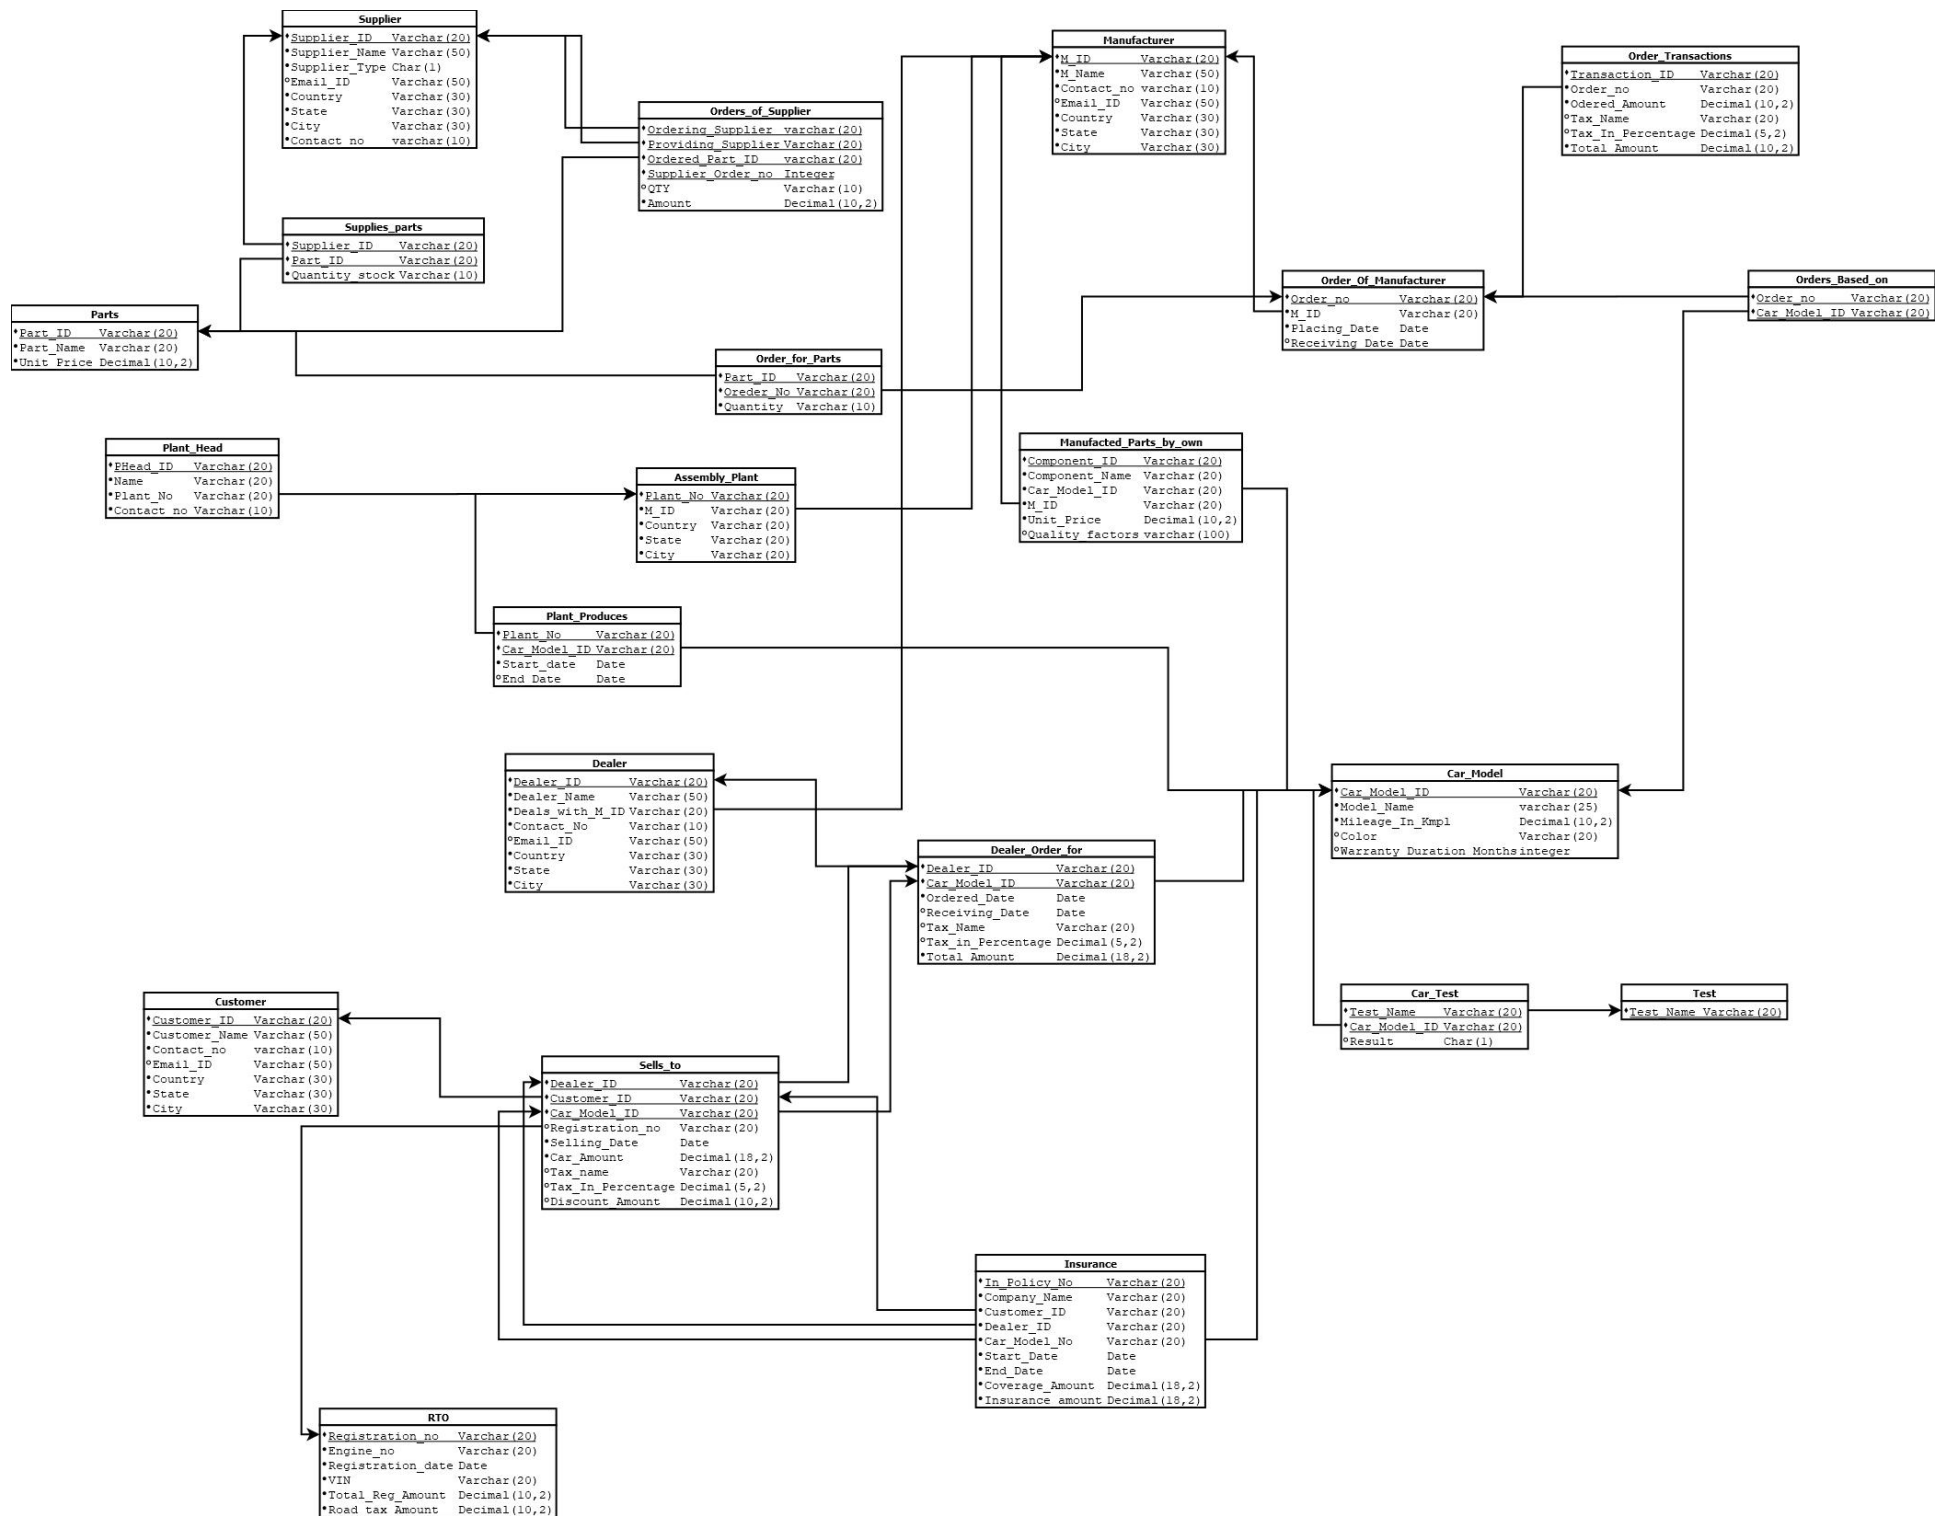 Supplier
Supplier_ID Varchar(20)
Supplier_Name Varchar(50)
Supplier_Type Char(1)
Email_ID Varchar(50)
Country Varchar(30)
State Varchar(30)
City Varchar(30)
Contact_no varchar(10)
Manufacturer
M_ID Varchar(20)
M_Name Varchar(50)
Contact_no varchar(10)
Email_ID Varchar(50)
Country Varchar(30)
State Varchar(30)
City Varchar(30)
Order_Transactions
Transaction_ID Varchar(20)
Order_no Varchar(20)
Odered_Amount Decimal(10,2)
Tax_Name Varchar(20)
Tax_In_Percentage Decimal(5,2)
Total_Amount Decimal(10,2)
Orders_of_Supplier
Ordering_Supplier varchar(20)
Providing_Supplier Varchar(20)
Ordered_Part_ID varchar(20)
Supplier_Order_no Integer
QTY Varchar(10)
Amount Decimal(10,2)
Supplies_parts
Supplier_ID Varchar(20)
Part_ID Varchar(20)
Quantity_stock Varchar(10)
Order_Of_Manufacturer
Order_no Varchar(20)
M_ID Varchar(20)
Placing_Date Date
Receiving_Date Date
Orders_Based_on
Order_no Varchar(20)
Car_Model_ID Varchar(20)
Parts
Part_ID Varchar(20)
Part_Name Varchar(20)
Unit_Price Decimal(10,2)
Order_for_Parts
Part_ID Varchar(20)
Oreder_No Varchar(20)
Quantity Varchar(10)
Plant_Head
PHead_ID Varchar(20)
Name Varchar(20)
Plant_No Varchar(20)
Contact_no Varchar(10)
Assembly_Plant
Plant_No Varchar(20)
M_ID Varchar(20)
Country Varchar(20)
State Varchar(20)
City Varchar(20)
Manufacted_Parts_by_own
Component_ID Varchar(20)
Component_Name Varchar(20)
Car_Model_ID Varchar(20)
M_ID Varchar(20)
Unit_Price Decimal(10,2)
Quality_factors varchar(100)
Plant_Produces
Plant_No Varchar(20)
Car_Model_ID Varchar(20)
Start_date Date
End_Date Date
Dealer
Dealer_ID Varchar(20)
Dealer_Name Varchar(50)
Deals_with_M_ID Varchar(20)
Contact_No Varchar(10)
Email_ID Varchar(50)
Country Varchar(30)
State Varchar(30)
City Varchar(30)
Car_Model
Car_Model_ID Varchar(20)
Model_Name varchar(25)
Mileage_In_Kmpl Decimal(10,2)
Color Varchar(20)
Warranty_Duration_Months integer
Dealer_Order_for
Dealer_ID Varchar(20)
Car_Model_ID Varchar(20)
Ordered_Date Date
Receiving_Date Date
Tax_Name Varchar(20)
Tax_in_Percentage Decimal(5,2)
Total_Amount Decimal(18,2)
Car_Test
Test_Name Varchar(20)
Car_Model_ID Varchar(20)
Result Char(1)
Test
Test_Name Varchar(20)
Customer
Customer_ID Varchar(20)
Customer_Name Varchar(50)
Contact_no varchar(10)
Email_ID Varchar(50)
Country Varchar(30)
State Varchar(30)
City Varchar(30)
Sells_to
Dealer_ID Varchar(20)
Customer_ID Varchar(20)
Car_Model_ID Varchar(20)
Registration_no Varchar(20)
Selling_Date Date
Car_Amount Decimal(18,2)
Tax_name Varchar(20)
Tax_In_Percentage Decimal(5,2)
Discount_Amount Decimal(10,2)
Insurance
In_Policy_No Varchar(20)
Company_Name Varchar(20)
Customer_ID Varchar(20)
Dealer_ID Varchar(20)
Car_Model_No Varchar(20)
Start_Date Date
End_Date Date
Coverage_Amount Decimal(18,2)
Insurance_amount Decimal(18,2)
RTO
Registration_no Varchar(20)
Engine_no Varchar(20)
Registration_date Date
VIN Varchar(20)
Total_Reg_Amount Decimal(10,2)
Road_tax_Amount Decimal(10,2)